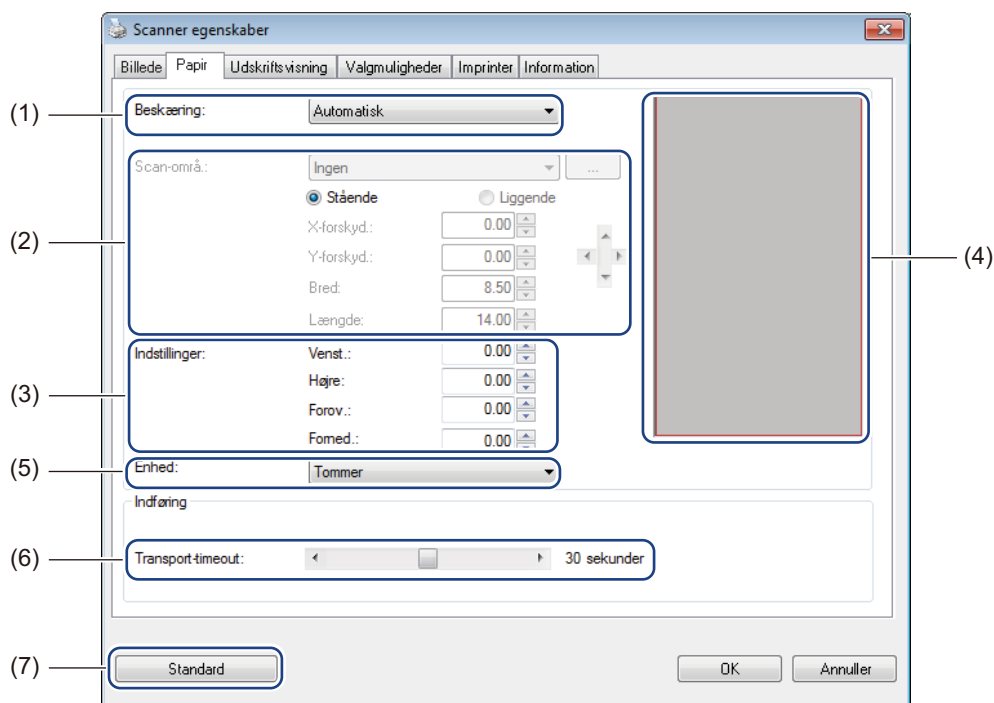 Scanner egenskaber
Billede Papir Udskriftsvisning Valgmuligheder Imprinter Information
(1) Beskæring: Automatisk
(2) Scan-områ.: Ingen ...
Stående Liggende
X-forskyd.: 0.00
Y-forskyd.: 0.00
Bred: 8.50
Længde: 14.00
(3) Indstillinger: Venst.: 0.00
Højre: 0.00
Forov.: 0.00
Forned.: 0.00
(4)
(5) Enhed: Tommer
Indføring
(6) Transport-timeout: 30 sekunder
(7) Standard OK Annuller